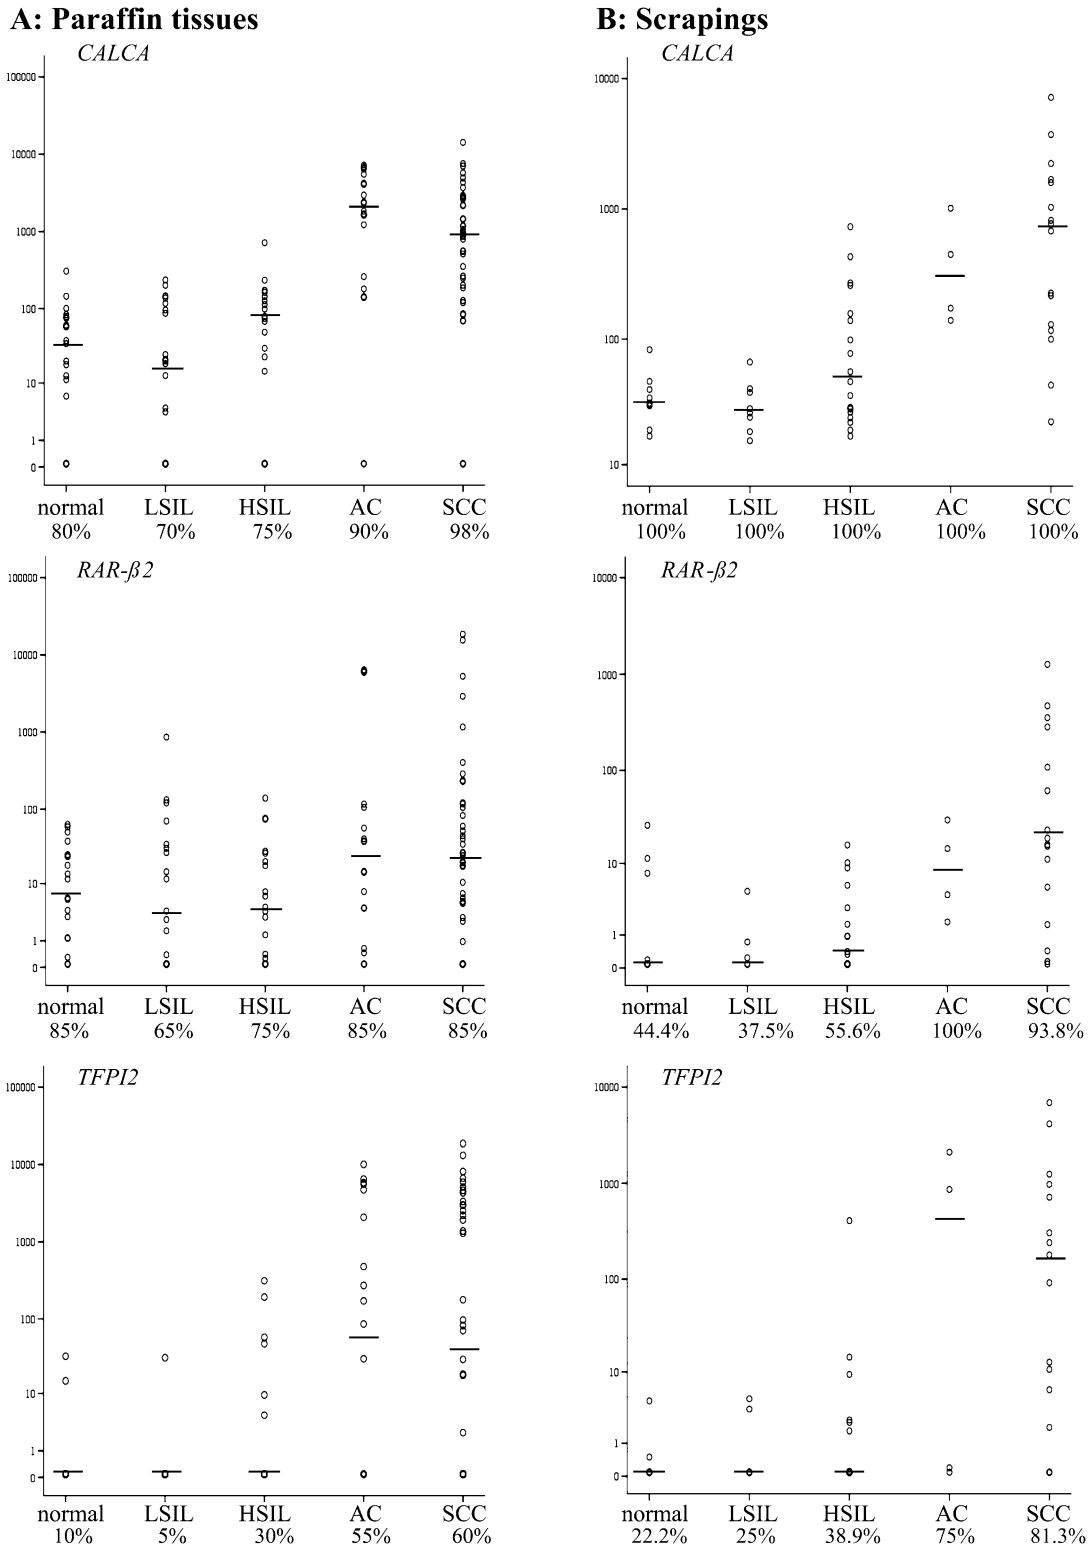 A: Paraffin tissues
CALCA
100000
10000
1000
100
10
1
0
normal LSIL HSIL AC SCC
80% 70% 75% 90% 98%
RAR-ß2
100000
10000
1000
100
10
1
0
normal LSIL HSIL AC SCC
85% 65% 75% 85% 85%
TFPI2
100000
10000
1000
100
10
1
0
normal LSIL HSIL AC SCC
10% 5% 30% 55% 60%
B: Scrapings
CALCA
10000
1000
100
10
normal LSIL HSIL AC SCC
100% 100% 100% 100% 100%
RAR-ß2
10000
1000
100
10
1
0
normal LSIL HSIL AC SCC
44.4% 37.5% 55.6% 100% 93.8%
TFPI2
10000
1000
100
10
1
0
normal LSIL HSIL AC SCC
22.2% 25% 38.9% 75% 81.3%